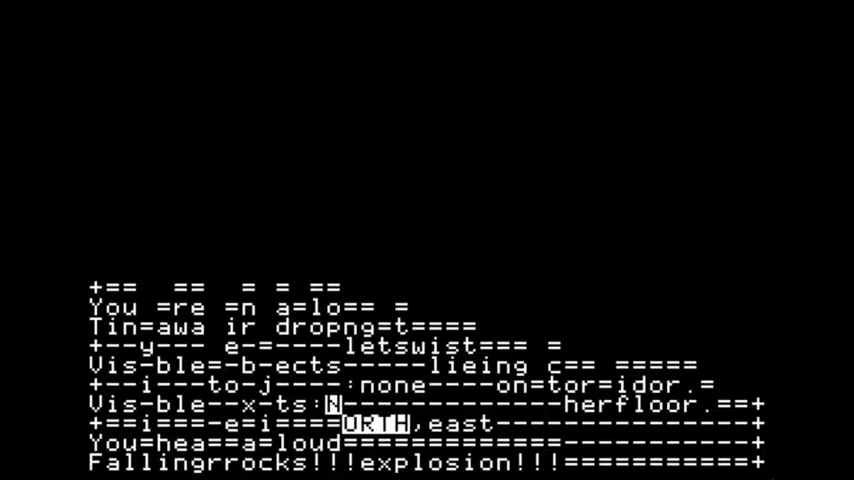 +==  ==  = = ==
You =re =n a=lo== =
Tin=awa ir dropng=t====
+--y--- e-=----letswist=== =
Vis-ble=-b-ects-----lieing c== =====
+--i---to-j----:none----on=tor=idor.=
Vis-ble--x-ts:N-------------herfloor.==+
+==i===-e=i====ORTH,east---------------+
You=hea==a=loud=============-----------+
Fallingrrocks!!!explosion!!!===========+